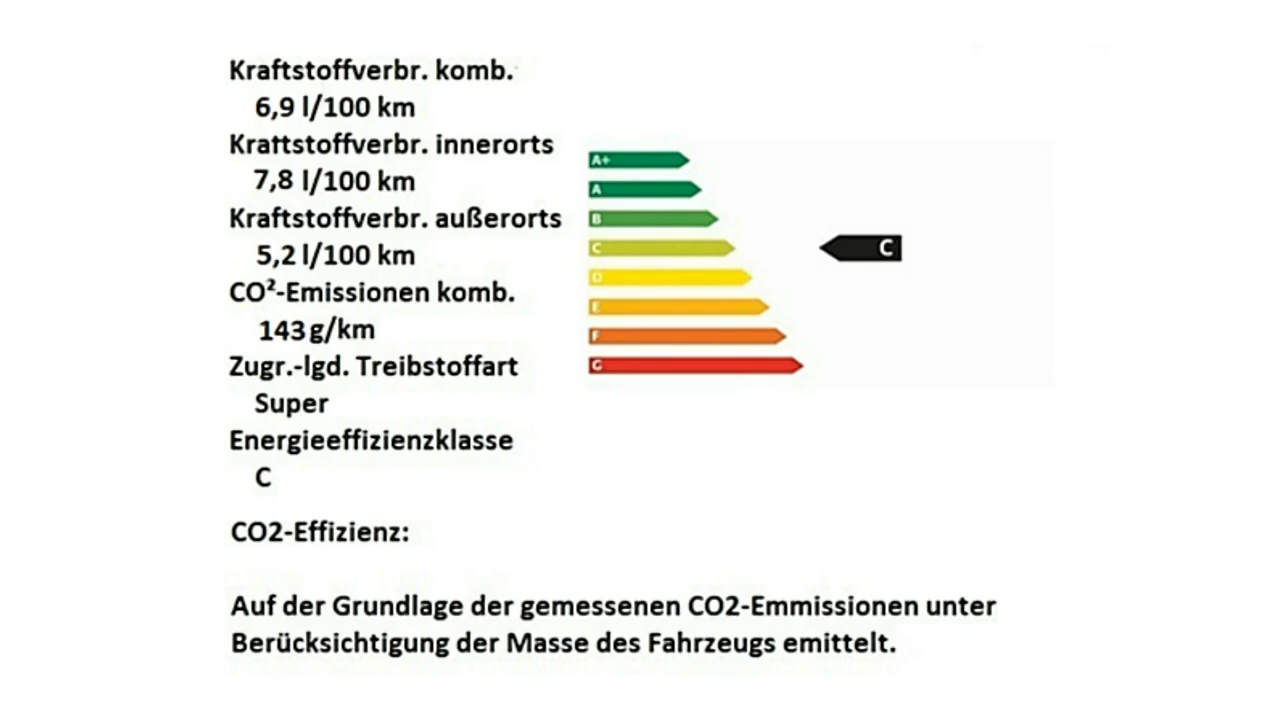 Kraftstoffverbr. komb.
6,9 l/100 km
Krattstoffverbr. innerorts
7,8 l/100 km
Kraftstoffverbr. außerorts
5,2 l/100 km
CO²-Emissionen komb.
143 g/km
Zugr.-lgd. Treibstoffart
Super
Energieeffizienzklasse
C
A+
A
B
C
D
E
F
G
C
CO2-Effizienz:
Auf der Grundlage der gemessenen CO2-Emmissionen unter
Berücksichtigung der Masse des Fahrzeugs emittelt.